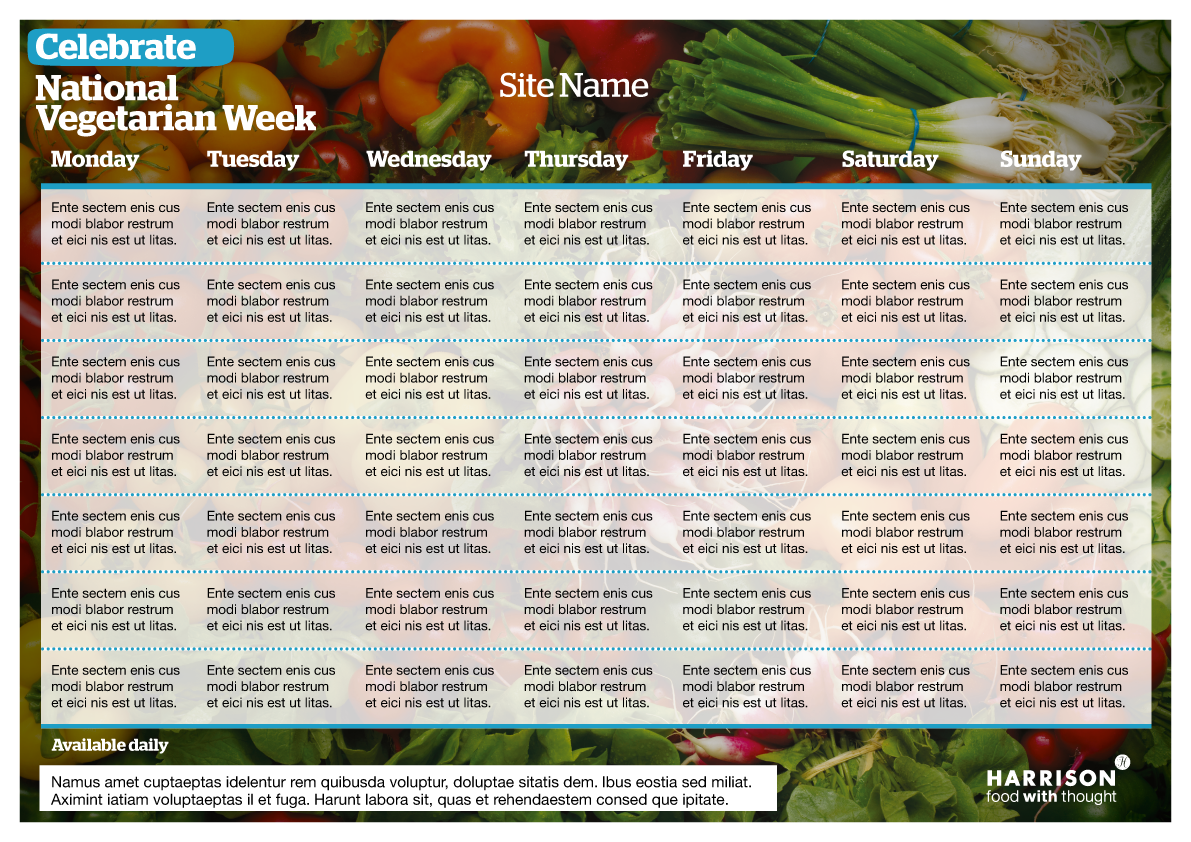 Celebrate
National
Vegetarian Week
Site Name
Monday Tuesday Wednesday Thursday Friday Saturday Sunday
Ente sectem enis cus Ente sectem enis cus Ente sectem enis cus Ente sectem enis cus Ente sectem enis cus Ente sectem enis cus Ente sectem enis cus
modi blabor restrum modi blabor restrum modi blabor restrum modi blabor restrum modi blabor restrum modi blabor restrum modi blabor restrum
et eici nis est ut litas. et eici nis est ut litas. et eici nis est ut litas. et eici nis est ut litas. et eici nis est ut litas. et eici nis est ut litas. et eici nis est ut litas.
Ente sectem enis cus Ente sectem enis cus Ente sectem enis cus Ente sectem enis cus Ente sectem enis cus Ente sectem enis cus Ente sectem enis cus
modi blabor restrum modi blabor restrum modi blabor restrum modi blabor restrum modi blabor restrum modi blabor restrum modi blabor restrum
et eici nis est ut litas. et eici nis est ut litas. et eici nis est ut litas. et eici nis est ut litas. et eici nis est ut litas. et eici nis est ut litas. et eici nis est ut litas.
Ente sectem enis cus Ente sectem enis cus Ente sectem enis cus Ente sectem enis cus Ente sectem enis cus Ente sectem enis cus Ente sectem enis cus
modi blabor restrum modi blabor restrum modi blabor restrum modi blabor restrum modi blabor restrum modi blabor restrum modi blabor restrum
et eici nis est ut litas. et eici nis est ut litas. et eici nis est ut litas. et eici nis est ut litas. et eici nis est ut litas. et eici nis est ut litas. et eici nis est ut litas.
Ente sectem enis cus Ente sectem enis cus Ente sectem enis cus Ente sectem enis cus Ente sectem enis cus Ente sectem enis cus Ente sectem enis cus
modi blabor restrum modi blabor restrum modi blabor restrum modi blabor restrum modi blabor restrum modi blabor restrum modi blabor restrum
et eici nis est ut litas. et eici nis est ut litas. et eici nis est ut litas. et eici nis est ut litas. et eici nis est ut litas. et eici nis est ut litas. et eici nis est ut litas.
Ente sectem enis cus Ente sectem enis cus Ente sectem enis cus Ente sectem enis cus Ente sectem enis cus Ente sectem enis cus Ente sectem enis cus
modi blabor restrum modi blabor restrum modi blabor restrum modi blabor restrum modi blabor restrum modi blabor restrum modi blabor restrum
et eici nis est ut litas. et eici nis est ut litas. et eici nis est ut litas. et eici nis est ut litas. et eici nis est ut litas. et eici nis est ut litas. et eici nis est ut litas.
Ente sectem enis cus Ente sectem enis cus Ente sectem enis cus Ente sectem enis cus Ente sectem enis cus Ente sectem enis cus Ente sectem enis cus
modi blabor restrum modi blabor restrum modi blabor restrum modi blabor restrum modi blabor restrum modi blabor restrum modi blabor restrum
et eici nis est ut litas. et eici nis est ut litas. et eici nis est ut litas. et eici nis est ut litas. et eici nis est ut litas. et eici nis est ut litas. et eici nis est ut litas.
Ente sectem enis cus Ente sectem enis cus Ente sectem enis cus Ente sectem enis cus Ente sectem enis cus Ente sectem enis cus Ente sectem enis cus
modi blabor restrum modi blabor restrum modi blabor restrum modi blabor restrum modi blabor restrum modi blabor restrum modi blabor restrum
et eici nis est ut litas. et eici nis est ut litas. et eici nis est ut litas. et eici nis est ut litas. et eici nis est ut litas. et eici nis est ut litas. et eici nis est ut litas.
Available daily
Namus amet cuptaeptas idelentur rem quibusda voluptur, doluptae sitatis dem. Ibus eostia sed miliat.
Aximint iatiam voluptaeptas il et fuga. Harunt labora sit, quas et rehendaestem consed que ipitate.
HARRISON H
food with thought